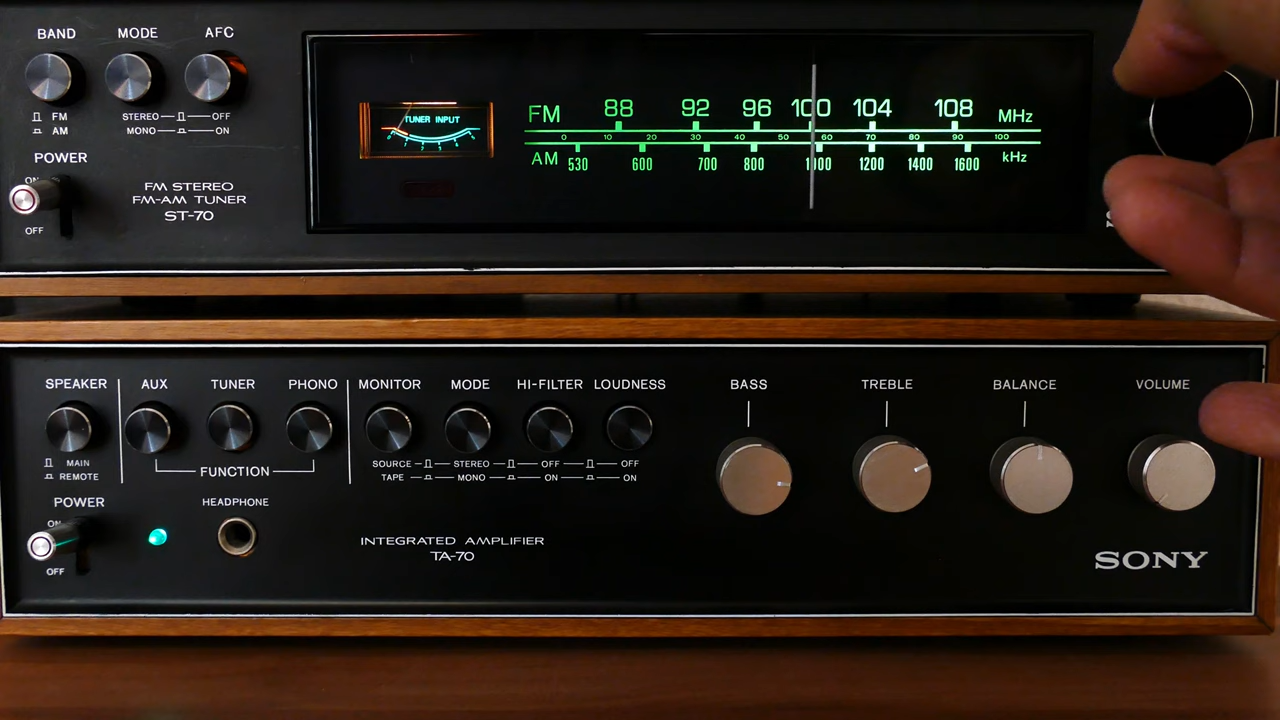 BAND MODE AFC
FM STEREO OFF
AM MONO ON
POWER
ON
OFF
FM STEREO
FM-AM TUNER
ST-70
TUNER INPUT
FM 88 92 96 100 104 108 MHz
0 10 20 30 40 50 60 70 80 90 100
AM 530 600 700 800 1000 1200 1400 1600 kHz
SPEAKER AUX TUNER PHONO MONITOR MODE HI-FILTER LOUDNESS BASS TREBLE BALANCE VOLUME
MAIN
REMOTE
FUNCTION
SOURCE STEREO OFF OFF
TAPE MONO ON ON
POWER
ON
OFF
HEADPHONE
INTEGRATED AMPLIFIER
TA-70
SONY